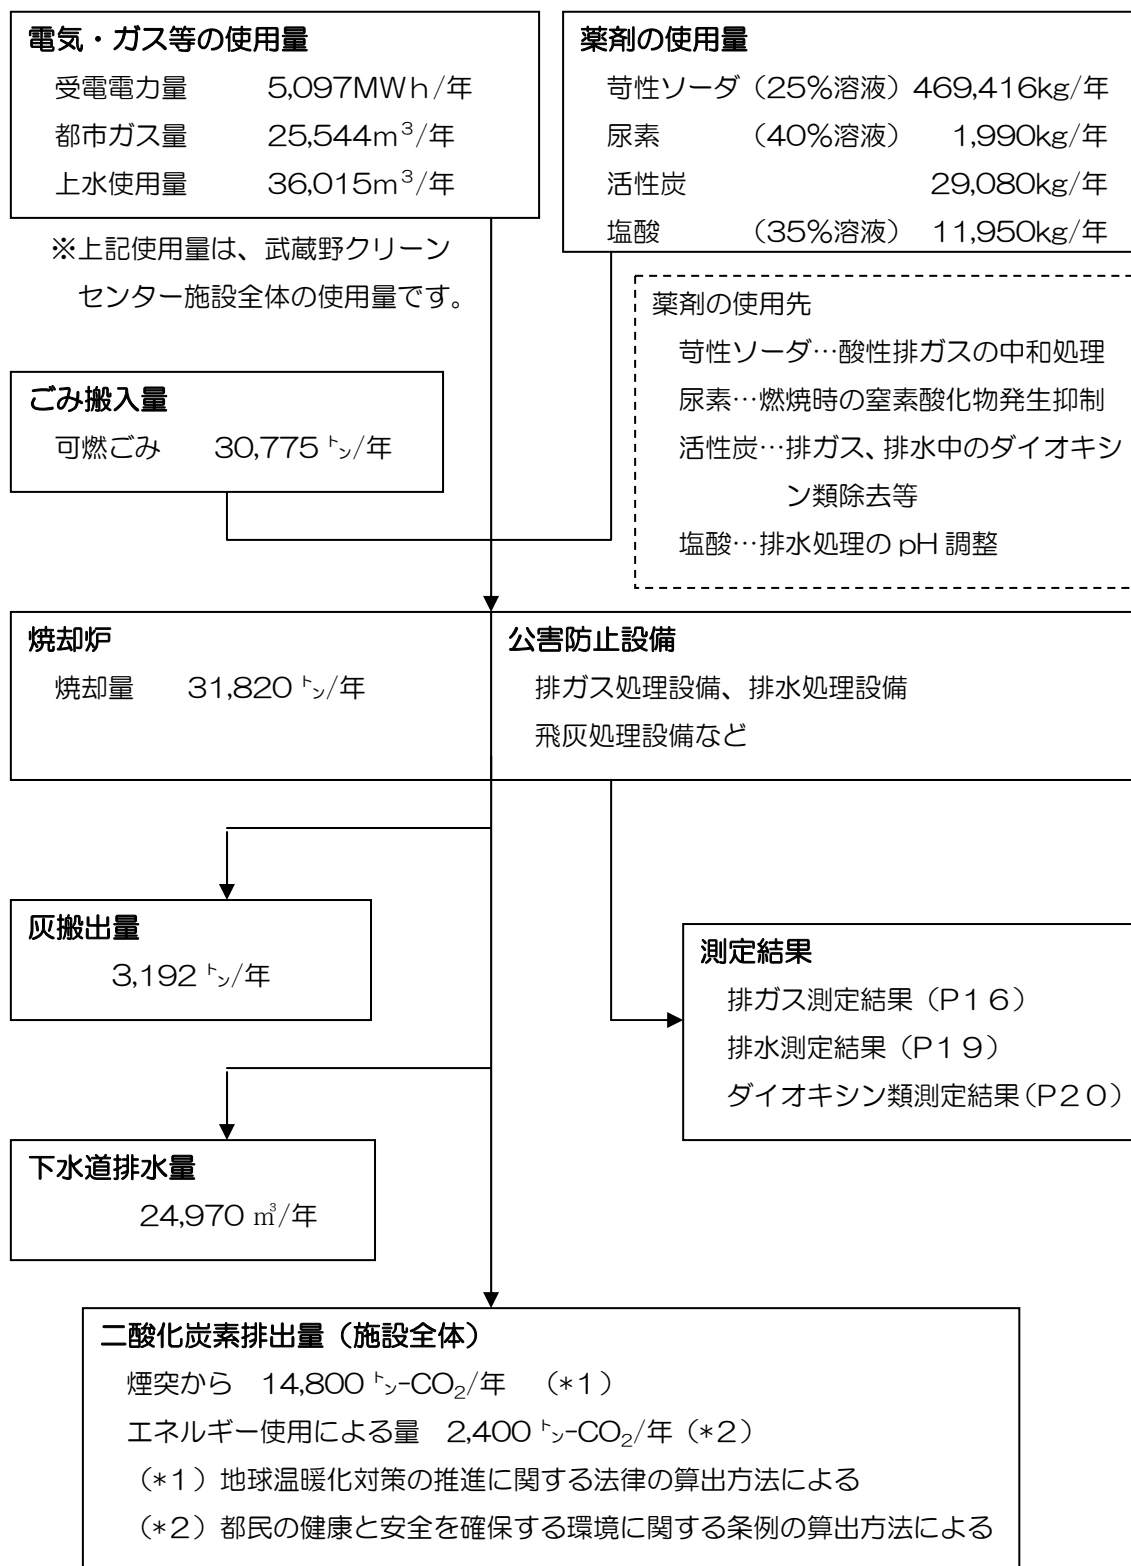 電気・ガス等の使用量
受電電力量 5,097MWh/年
都市ガス量 25,544m³/年
上水使用量 36,015m³/年
※上記使用量は、武蔵野クリーン
センター施設全体の使用量です。
薬剤の使用量
苛性ソーダ（25%溶液）469,416kg/年
尿素 （40%溶液） 1,990kg/年
活性炭 29,080kg/年
塩酸 （35%溶液） 11,950kg/年
薬剤の使用先
苛性ソーダ…酸性排ガスの中和処理
尿素…燃焼時の窒素酸化物発生抑制
活性炭…排ガス、排水中のダイオキシ
ン類除去等
塩酸…排水処理の pH 調整
ごみ搬入量
可燃ごみ 30,775 ㌧/年
焼却炉
焼却量 31,820 ㌧/年
公害防止設備
排ガス処理設備、排水処理設備
飛灰処理設備など
灰搬出量
3,192 ㌧/年
測定結果
排ガス測定結果（P１６）
排水測定結果（P１９）
ダイオキシン類測定結果（P２０）
下水道排水量
24,970 ㎥/年
二酸化炭素排出量（施設全体）
煙突から 14,800 ㌧-CO₂/年 （*１）
エネルギー使用による量 2,400 ㌧-CO₂/年（*２）
（*１）地球温暖化対策の推進に関する法律の算出方法による
（*２）都民の健康と安全を確保する環境に関する条例の算出方法による